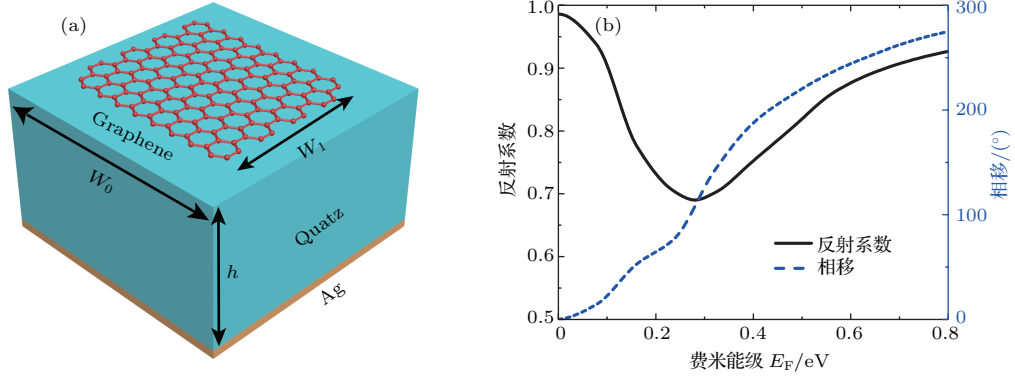 (a)
Graphene
W₁
W₀
Quatz
h
Ag
(b)
1.0
0.9
0.8
0.7
0.6
0.5
反射系数
0
0.2
0.4
0.6
0.8
费米能级 E_F/eV
300
200
100
0
相移/(°)
反射系数
相移